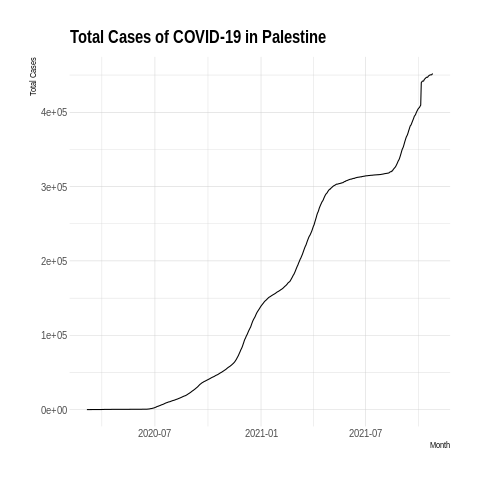 Total Cases of COVID-19 in Palestine
Total Cases
4e+05
3e+05
2e+05
1e+05
0e+00
2020-07 2021-01 2021-07
Month